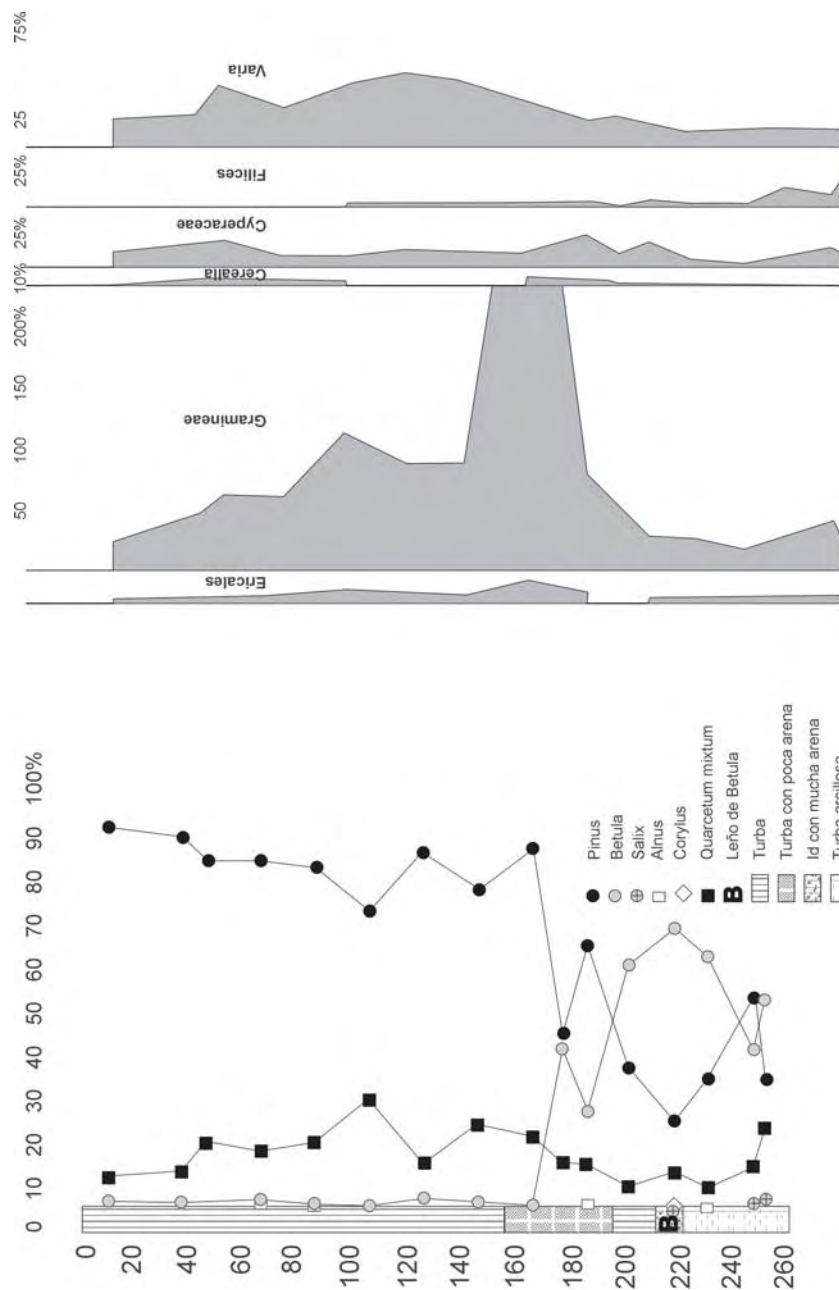 75%
25
Varia
25%
Filices
25%
Cyperaceae
10%
Cerealia
200%
150
100
50
Gramineae
Ericales
100%
90
80
70
60
50
40
30
20
10
0
Pinus
Betula
Salix
Alnus
Corylus
Quarcetum mixtum
B Leño de Betula
Turba
Turba con poca arena
Id con mucha arena
Turba arcillosa
B
0
20
40
60
80
100
120
140
160
180
200
220
240
260